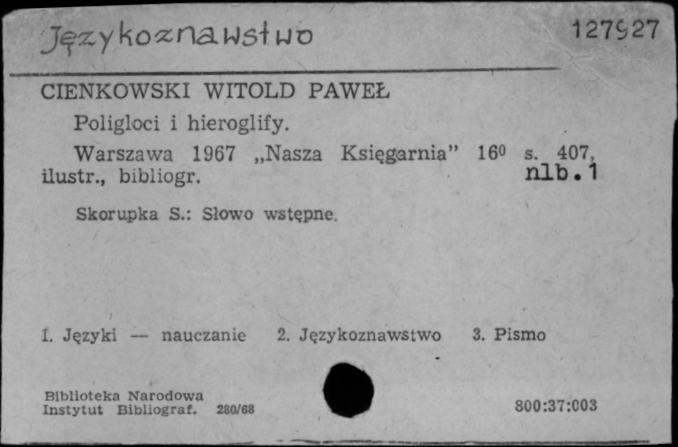 Językoznawstwo
127927
CIENKOWSKI WITOLD PAWEŁ
Poligloci i hieroglify.
Warszawa 1967 „Nasza Księgarnia” 16⁰ s. 407,
ilustr., bibliogr. nlb.1
Skorupka S.: Słowo wstępne.
1. Języki — nauczanie 2. Językoznawstwo 3. Pismo
Biblioteka Narodowa
Instytut Bibliograf. 280/68
800:37:003